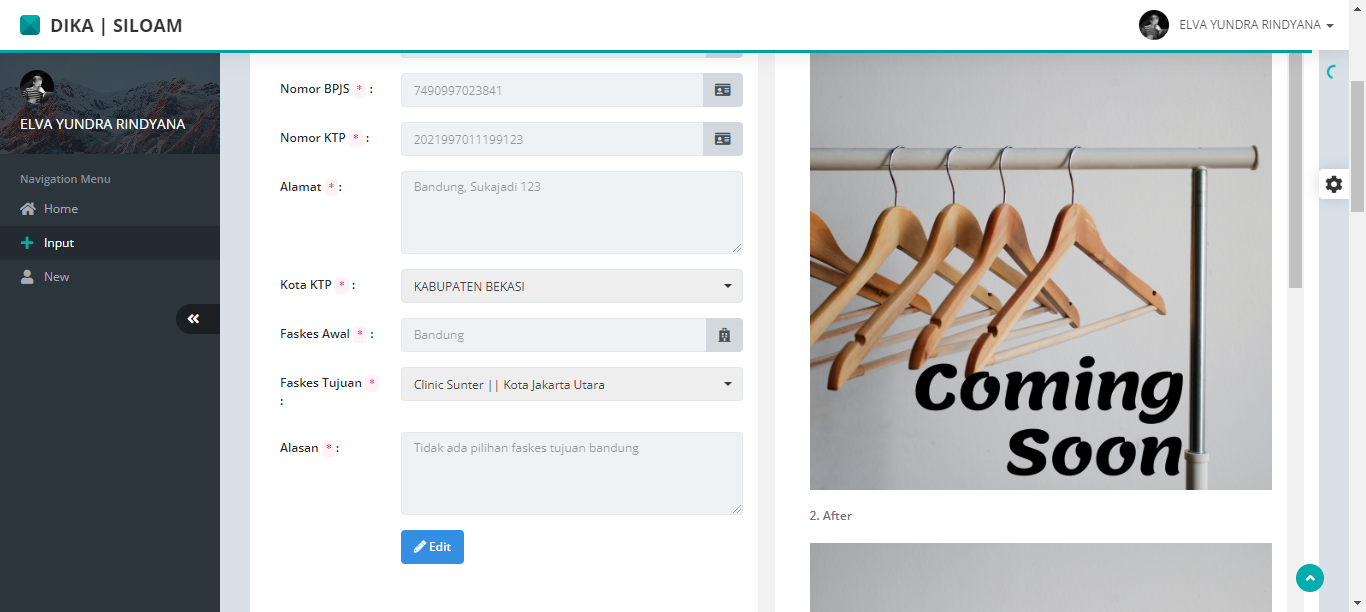 DIKA | SILOAM
ELVA YUNDRA RINDYANA
ELVA YUNDRA RINDYANA
Navigation Menu
Home
Input
New
Nomor BPJS * :
7490997023841
Nomor KTP * :
2021997011199123
Alamat * :
Bandung, Sukajadi 123
Kota KTP * :
KABUPATEN BEKASI
Faskes Awal * :
Bandung
Faskes Tujuan *
:
Clinic Sunter || Kota Jakarta Utara
Alasan * :
Tidak ada pilihan faskes tujuan bandung
Edit
Coming
Soon
2. After